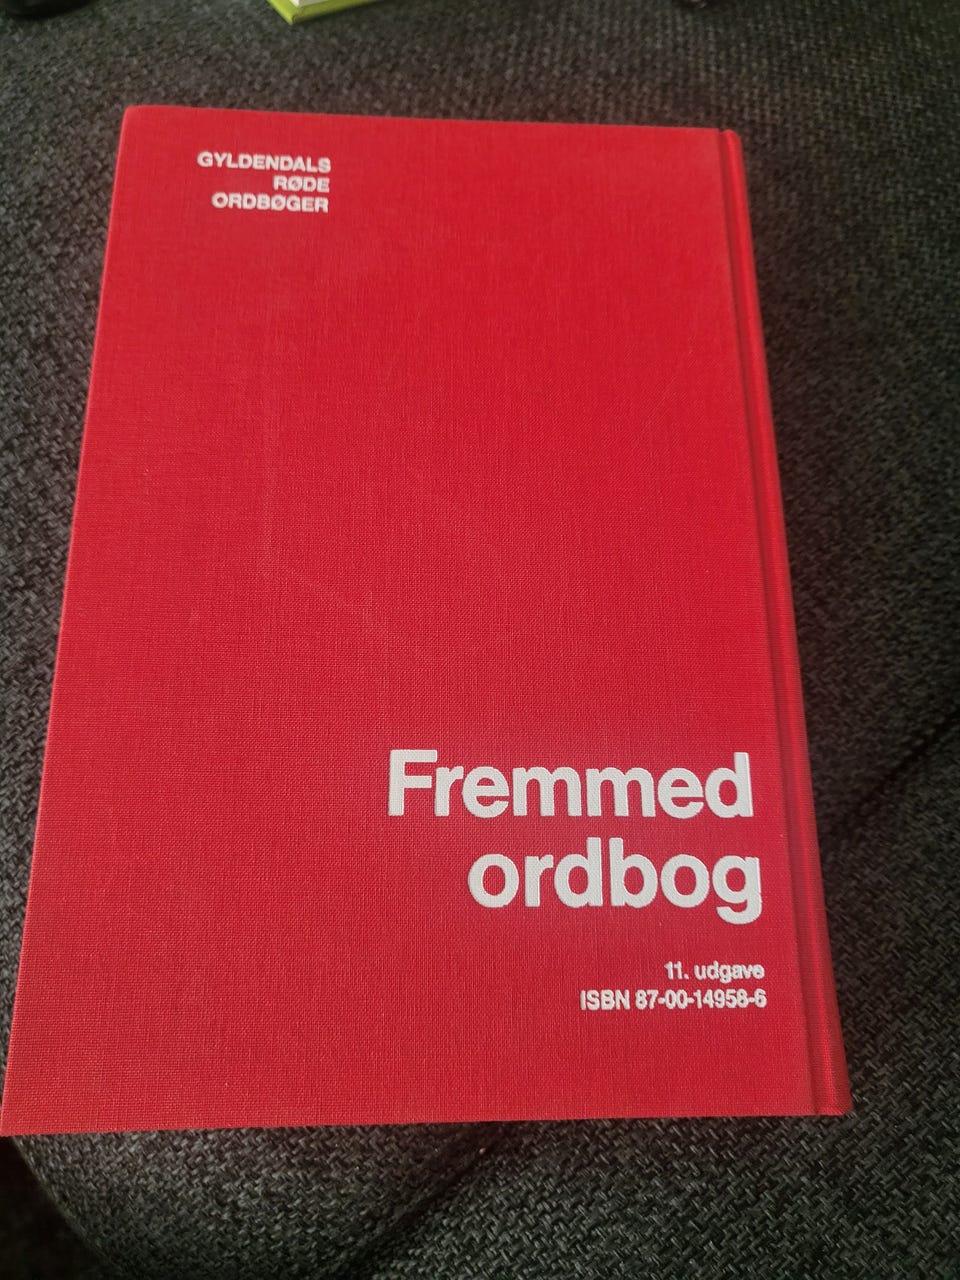 GYLDENDALS
RØDE
ORDBØGER
Fremmed
ordbog
11. udgave
ISBN 87-00-14958-6